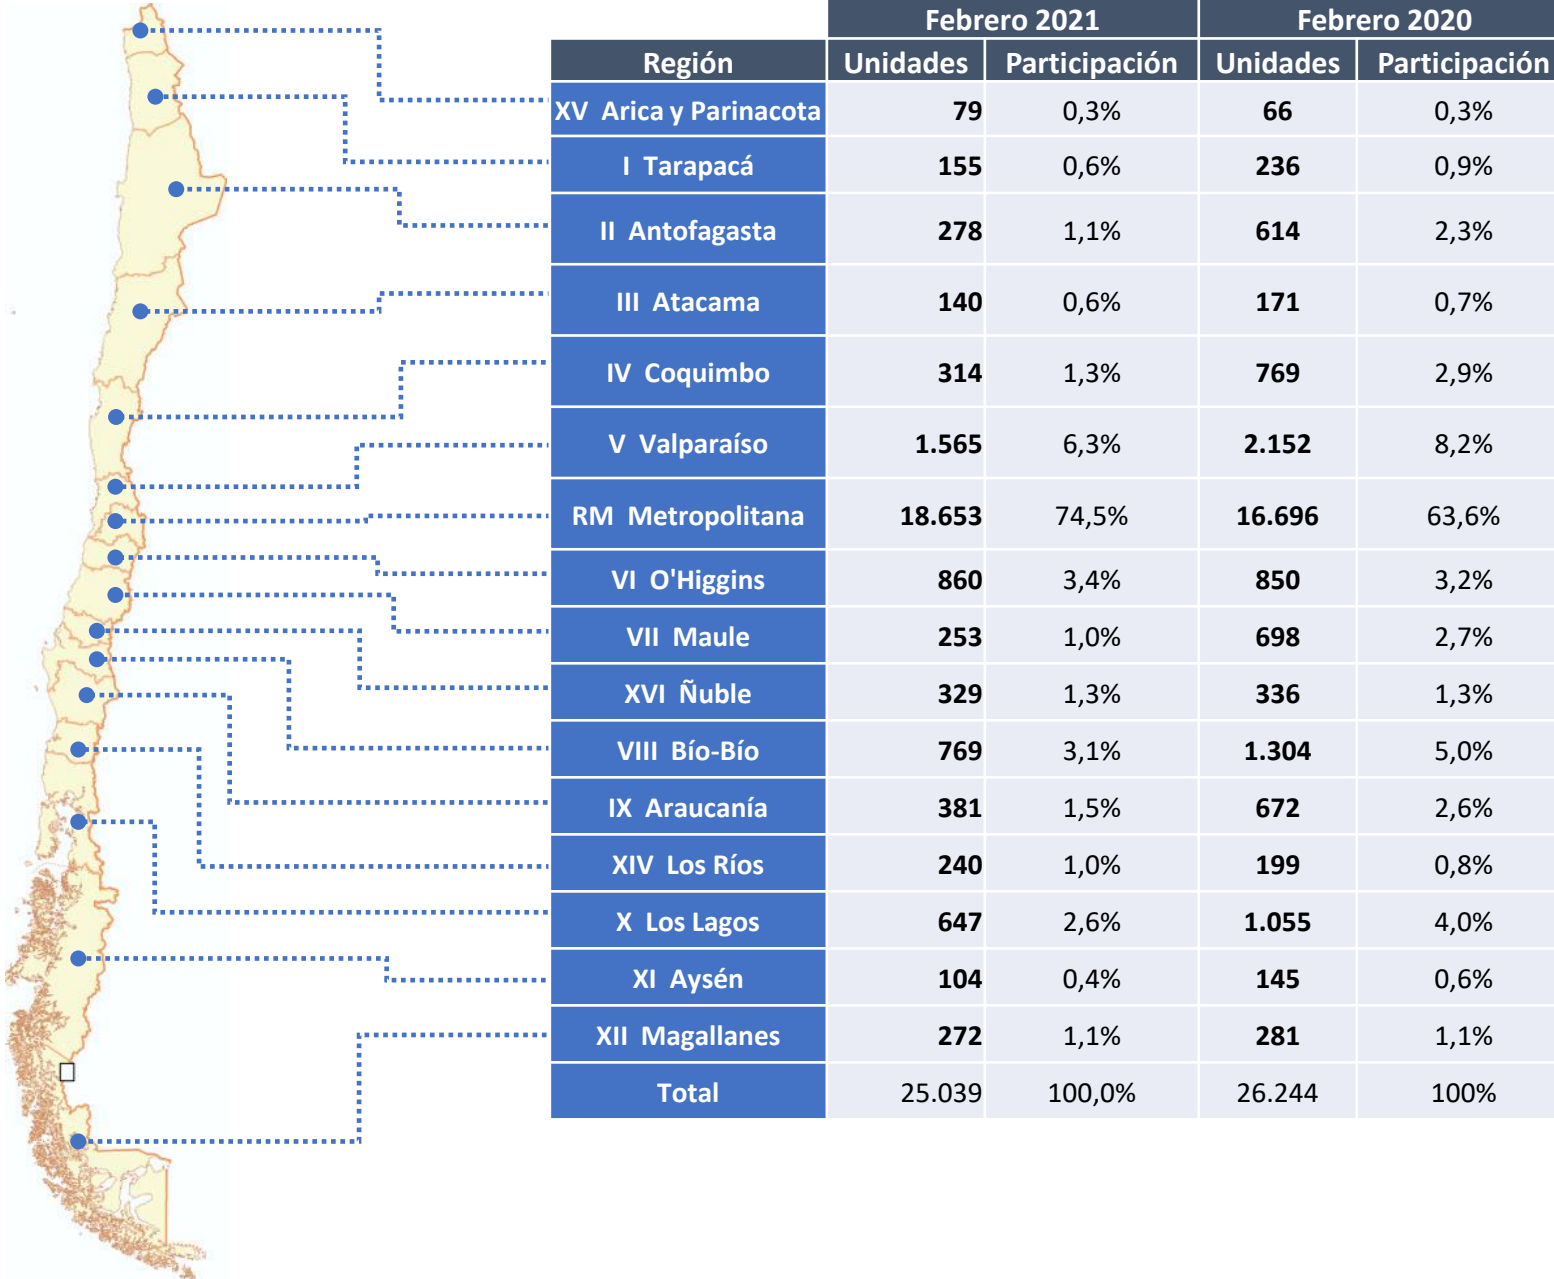 Febrero 2021 Febrero 2020
Región Unidades Participación Unidades Participación
XV Arica y Parinacota 79 0,3% 66 0,3%
I Tarapacá 155 0,6% 236 0,9%
II Antofagasta 278 1,1% 614 2,3%
III Atacama 140 0,6% 171 0,7%
IV Coquimbo 314 1,3% 769 2,9%
V Valparaíso 1.565 6,3% 2.152 8,2%
RM Metropolitana 18.653 74,5% 16.696 63,6%
VI O'Higgins 860 3,4% 850 3,2%
VII Maule 253 1,0% 698 2,7%
XVI Ñuble 329 1,3% 336 1,3%
VIII Bío-Bío 769 3,1% 1.304 5,0%
IX Araucanía 381 1,5% 672 2,6%
XIV Los Ríos 240 1,0% 199 0,8%
X Los Lagos 647 2,6% 1.055 4,0%
XI Aysén 104 0,4% 145 0,6%
XII Magallanes 272 1,1% 281 1,1%
Total 25.039 100,0% 26.244 100%